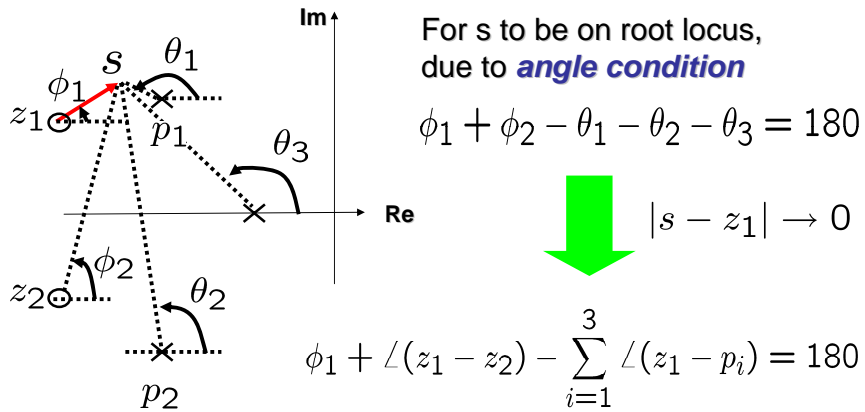 Im
For s to be on root locus,
due to angle condition
s
θ₁
ϕ₁
z₁
p₁
ϕ₁ + ϕ₂ − θ₁ − θ₂ − θ₃ = 180
θ₃
Re
|s − z₁| → 0
ϕ₂
z₂
θ₂
ϕ₁ + ∠(z₁ − z₂) − ∑_{i=1}^{3} ∠(z₁ − pᵢ) = 180
p₂